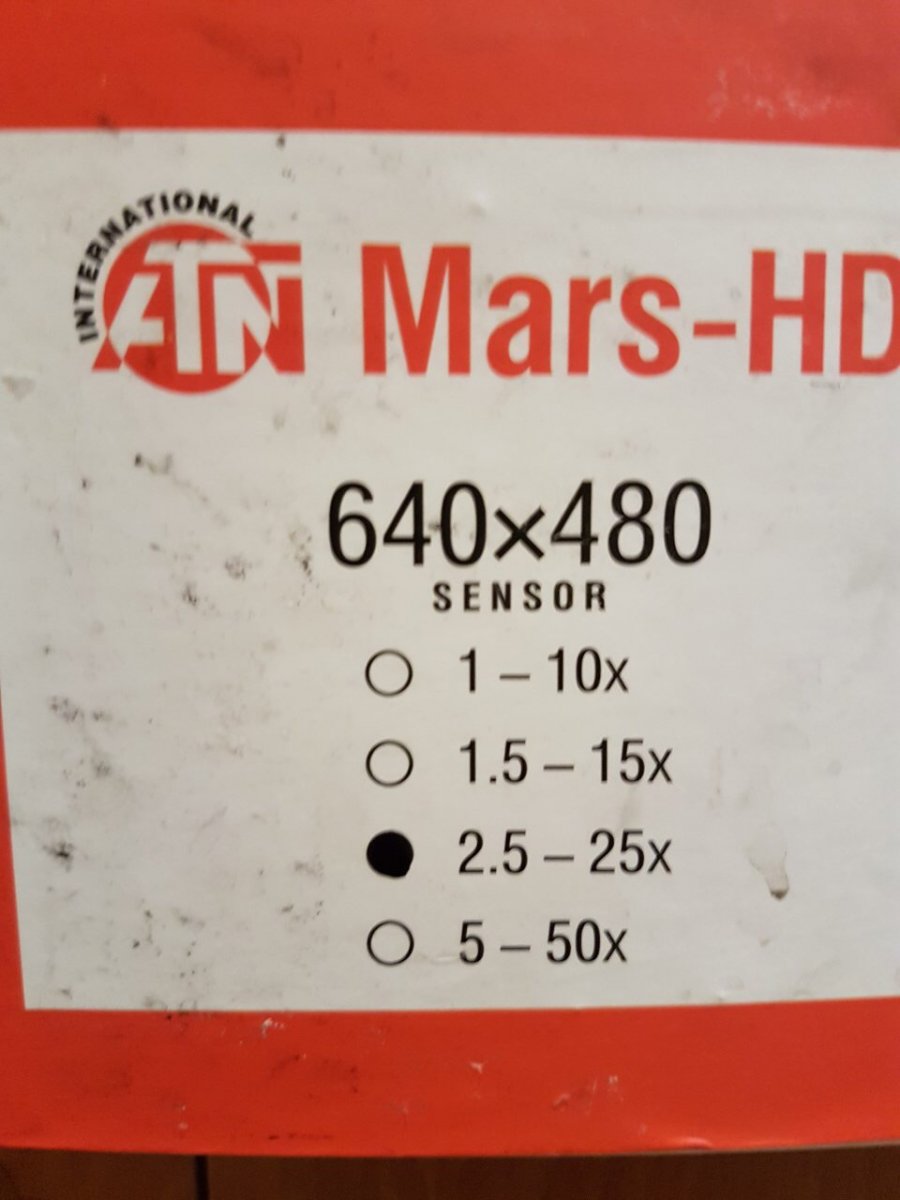 INTERNATIONAL
ATN Mars-HD
640×480
SENSOR
1 – 10x
1.5 – 15x
2.5 – 25x
5 – 50x